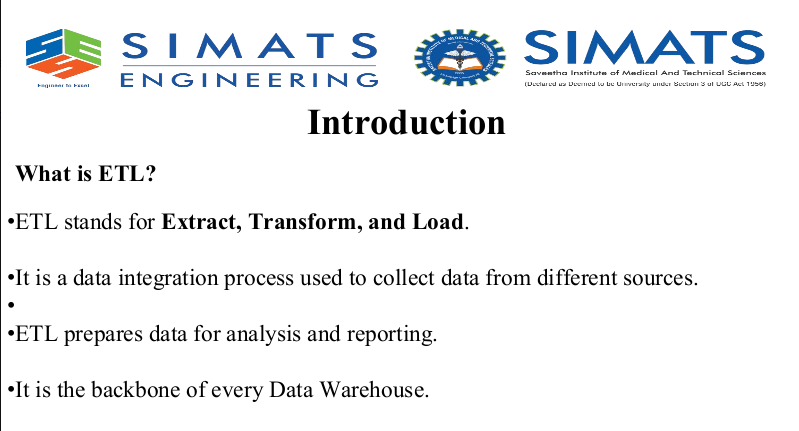 SIMATS
ENGINEERING
Engineer to Excel
SIMATS
Saveetha Institute of Medical And Technical Sciences
(Declared as Deemed to be University under Section 3 of UGC Act 1956)
Introduction
What is ETL?
•ETL stands for Extract, Transform, and Load.
•It is a data integration process used to collect data from different sources.
•
•ETL prepares data for analysis and reporting.
•It is the backbone of every Data Warehouse.